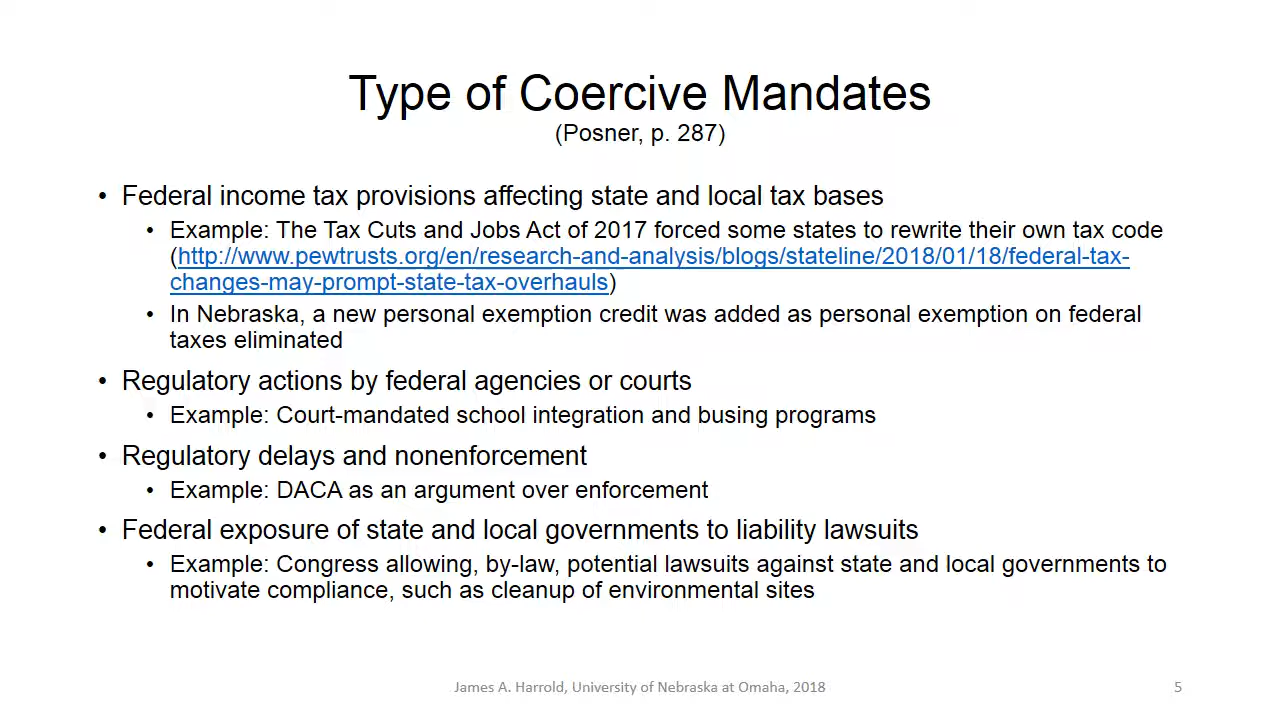 Type of Coercive Mandates
(Posner, p. 287)
• Federal income tax provisions affecting state and local tax bases
• Example: The Tax Cuts and Jobs Act of 2017 forced some states to rewrite their own tax code
(http://www.pewtrusts.org/en/research-and-analysis/blogs/stateline/2018/01/18/federal-tax-
changes-may-prompt-state-tax-overhauls)
• In Nebraska, a new personal exemption credit was added as personal exemption on federal
taxes eliminated
• Regulatory actions by federal agencies or courts
• Example: Court-mandated school integration and busing programs
• Regulatory delays and nonenforcement
• Example: DACA as an argument over enforcement
• Federal exposure of state and local governments to liability lawsuits
• Example: Congress allowing, by-law, potential lawsuits against state and local governments to
motivate compliance, such as cleanup of environmental sites
James A. Harrold, University of Nebraska at Omaha, 2018
5